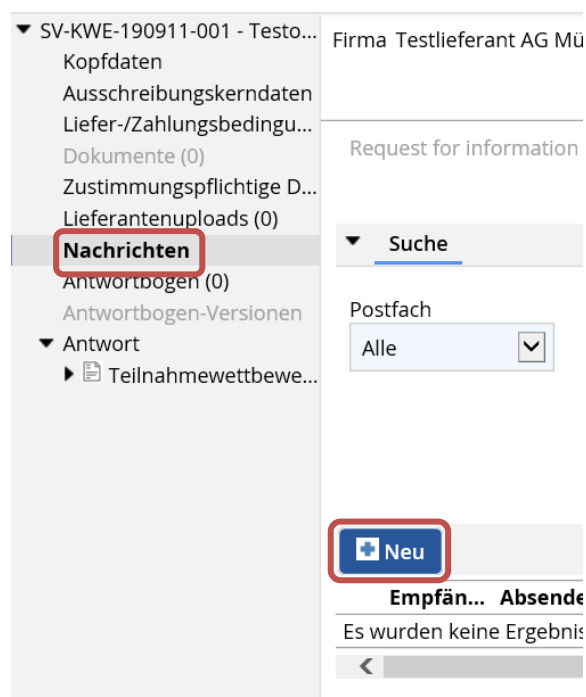 SV-KWE-190911-001 - Testo...
Kopfdaten
Ausschreibungskerndaten
Liefer-/Zahlungsbedingu...
Dokumente (0)
Zustimmungspflichtige D...
Lieferantenuploads (0)
Nachrichten
Antwortbogen (0)
Antwortbogen-Versionen
Antwort
Teilnahmewettbewe...
Firma Testlieferant AG Mü
Request for information
Suche
Postfach
Alle
Neu
Empfän... Absende
Es wurden keine Ergebnis